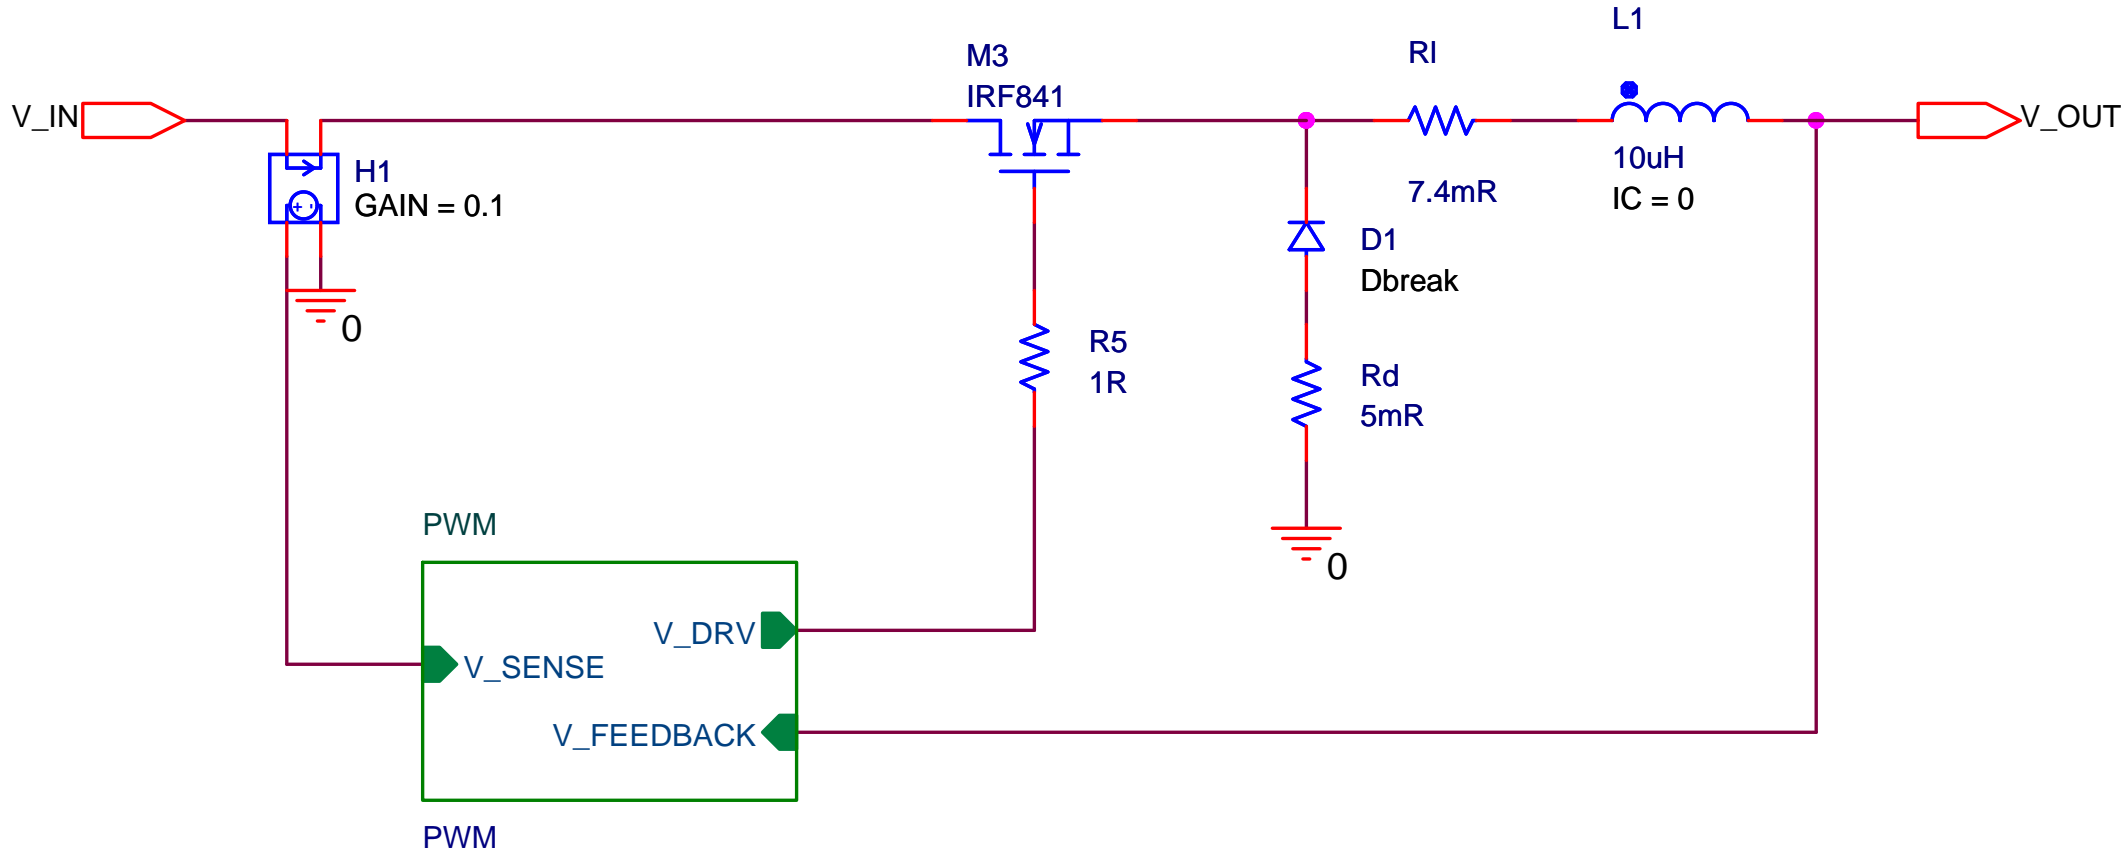 L1
M3
Rl
IRF841
V_IN
V_OUT
10uH
H1
7.4mR
IC = 0
GAIN = 0.1
+ -
D1
Dbreak
0
R5
1R
Rd
5mR
PWM
0
V_DRV
V_SENSE
V_FEEDBACK
PWM